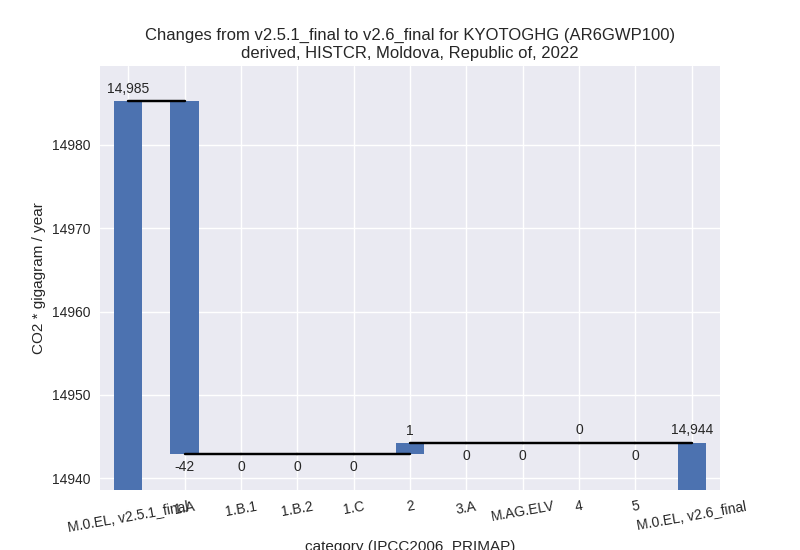 Changes from v2.5.1_final to v2.6_final for KYOTOGHG (AR6GWP100)
derived, HISTCR, Moldova, Republic of, 2022
14,985
14980
14970
14960
14950
14940
CO2 * gigagram / year
-42
0
0
0
1
0
0
0
0
14,944
M.0.EL, v2.5.1_final
1.A
1.B.1
1.B.2
1.C
2
3.A
M.AG.ELV
4
5
M.0.EL, v2.6_final
category (IPCC2006_PRIMAP)